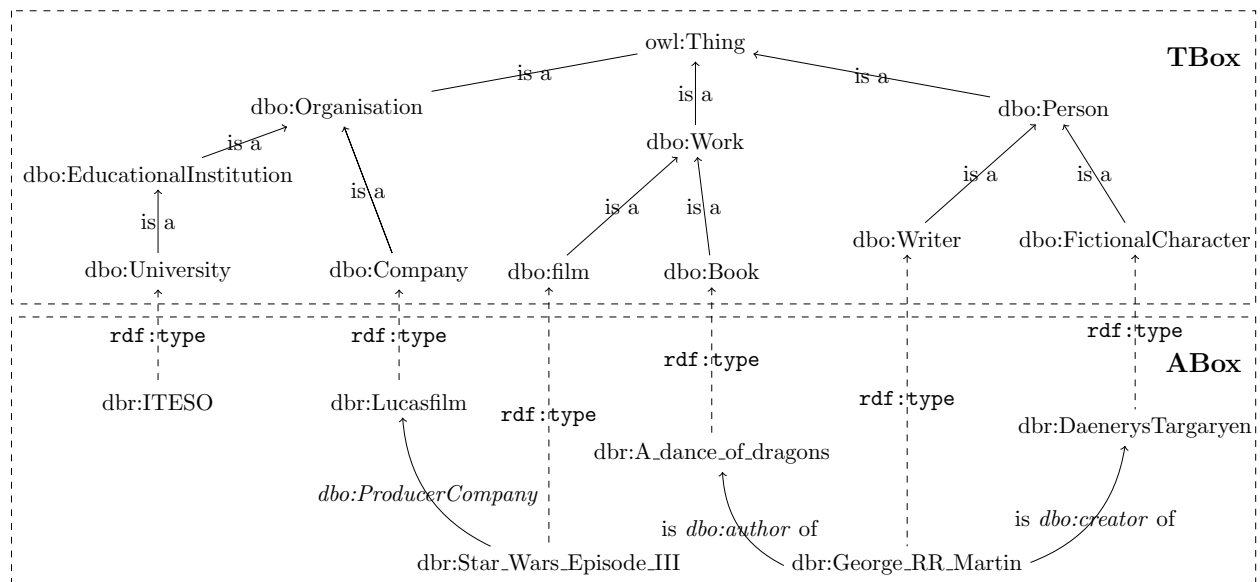 owl:Thing
TBox
is a
is a
is a
dbo:Organisation
dbo:Person
is a
dbo:Work
dbo:EducationalInstitution
is a
is a
is a
is a
is a
is a
dbo:Writer
dbo:FictionalCharacter
dbo:University
dbo:Company
dbo:film
dbo:Book
rdf:type
rdf:type
rdf:type
rdf:type
ABox
rdf:type
rdf:type
dbr:ITESO
dbr:Lucasfilm
dbr:DaenerysTargaryen
dbr:A_dance_of_dragons
dbo:ProducerCompany
is dbo:author of
is dbo:creator of
dbr:Star_Wars_Episode_III
dbr:George_RR_Martin